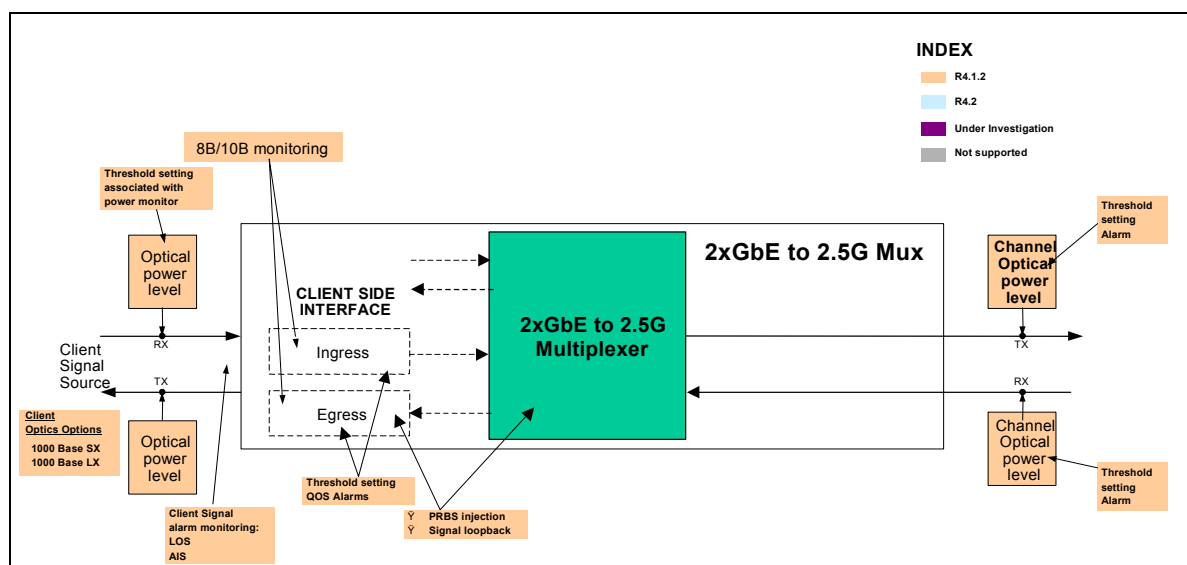 INDEX
R4.1.2
R4.2
Under Investigation
Not supported
8B/10B monitoring
Threshold setting
associated with
power monitor
Optical
power
level
RX
Client
Signal
Source
TX
Client
Optics Options
1000 Base SX
1000 Base LX
Optical
power
level
Client Signal
alarm monitoring:
LOS
AIS
CLIENT SIDE
INTERFACE
Ingress
Egress
Threshold setting
QOS Alarms
Ÿ PRBS injection
Ÿ Signal loopback
2xGbE to 2.5G
Multiplexer
2xGbE to 2.5G Mux
Channel
Optical
power
level
TX
Threshold
setting
Alarm
RX
Channel
Optical
power
level
Threshold
setting
Alarm